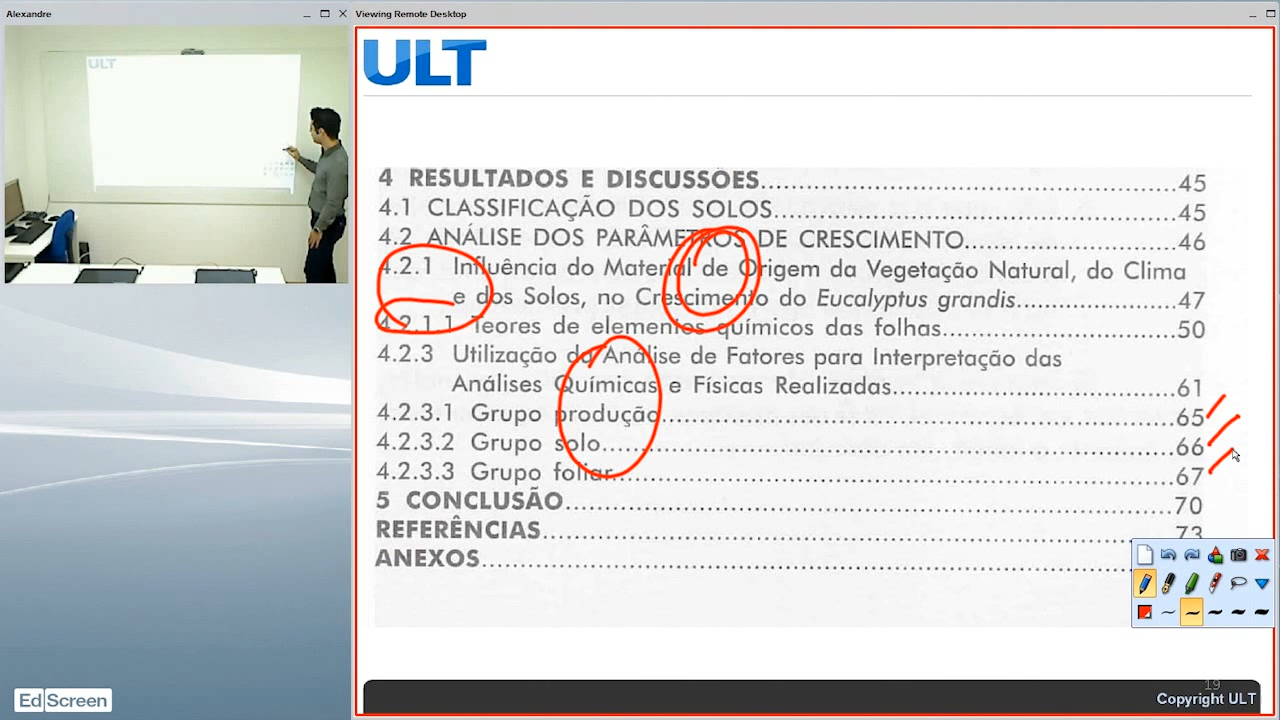 Alexandre
Viewing Remote Desktop
ULT
ULT
4 RESULTADOS E DISCUSSÕES....................45
4.1 CLASSIFICAÇÃO DOS SOLOS....................45
4.2 ANÁLISE DOS PARÂMETROS DE CRESCIMENTO....................46
4.2.1 Influência do Material de Origem da Vegetação Natural, do Clima
e dos Solos, no Crescimento do Eucalyptus grandis....................47
4.2.1.1 Teores de elementos químicos das folhas....................50
4.2.3 Utilização da Análise de Fatores para Interpretação das
Análises Químicas e Físicas Realizadas....................61
4.2.3.1 Grupo produção....................65
4.2.3.2 Grupo solo....................66
4.2.3.3 Grupo foliar....................67
5 CONCLUSÃO....................70
REFERÊNCIAS....................73
ANEXOS....................
19
Copyright ULT
EdScreen